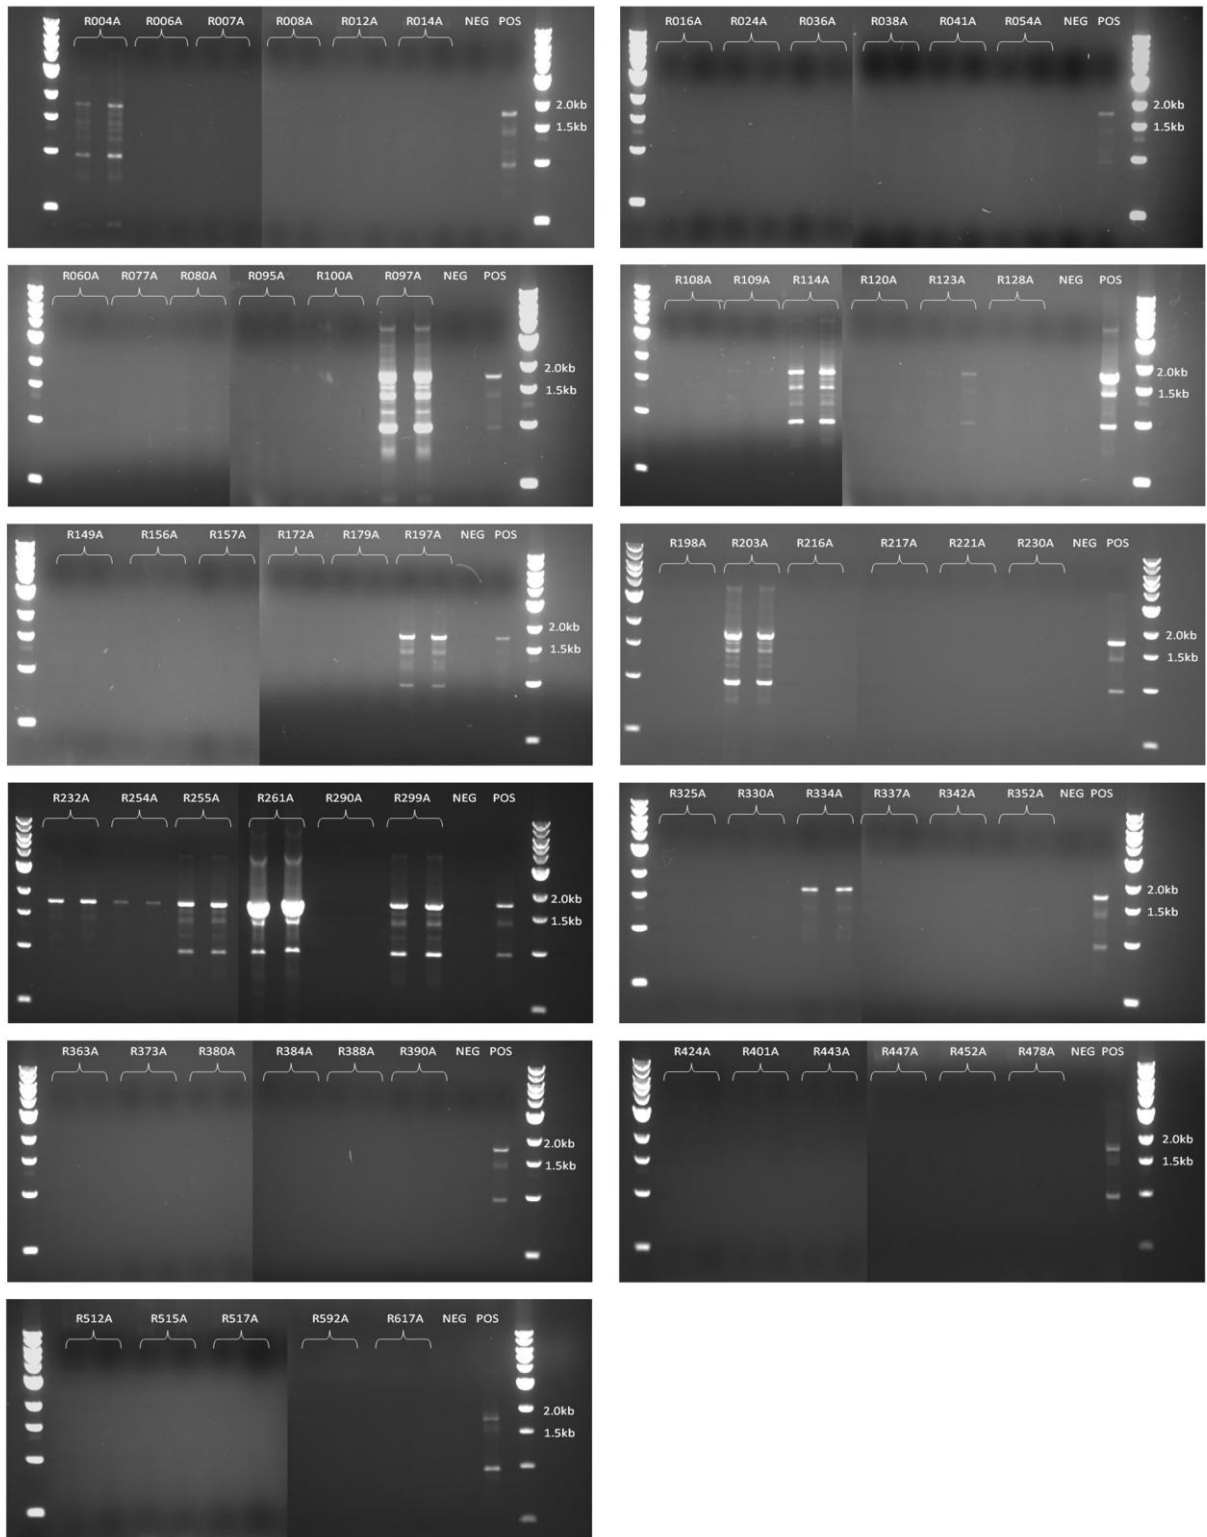 R004A R006A R007A R008A R012A R014A NEG POS
2.0kb
1.5kb
R016A R024A R036A R038A R041A R054A NEG POS
2.0kb
1.5kb
R060A R077A R080A R095A R100A R097A NEG POS
2.0kb
1.5kb
R108A R109A R114A R120A R123A R128A NEG POS
2.0kb
1.5kb
R149A R156A R157A R172A R179A R197A NEG POS
2.0kb
1.5kb
R198A R203A R216A R217A R221A R230A NEG POS
2.0kb
1.5kb
R232A R254A R255A R261A R290A R299A NEG POS
2.0kb
1.5kb
R325A R330A R334A R337A R342A R352A NEG POS
2.0kb
1.5kb
R363A R373A R380A R384A R388A R390A NEG POS
2.0kb
1.5kb
R424A R401A R443A R447A R452A R478A NEG POS
2.0kb
1.5kb
R512A R515A R517A R592A R617A NEG POS
2.0kb
1.5kb